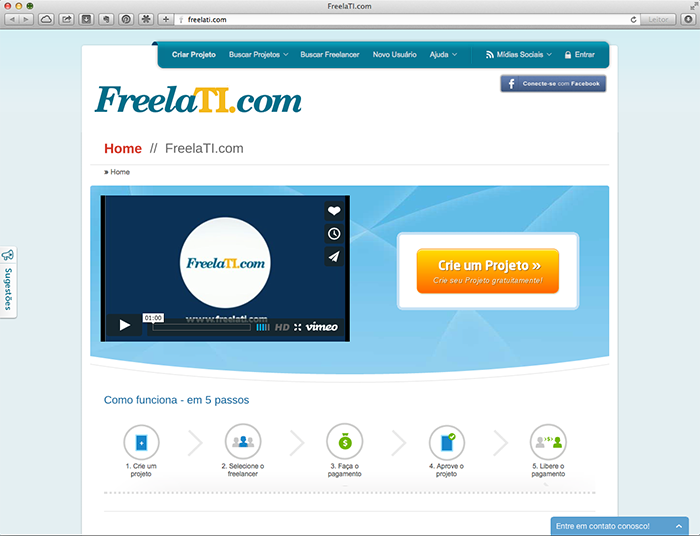 FreelaTI.com
freelati.com
Leitor
Criar Projeto Buscar Projetos Buscar Freelancer Novo Usuário Ajuda Mídias Sociais Entrar
f Conecte-se com Facebook
FreelaTI.com
Home // FreelaTI.com
» Home
FreelaTI.com
01:00
www.freelati.com
HD vimeo
Crie um Projeto »
Crie seu Projeto gratuitamente!
Sugestões
Como funciona - em 5 passos
1. Crie um
projeto
2. Selecione o
freelancer
3. Faça o
pagamento
4. Aprove o
projeto
5. Libere o
pagamento
Entre em contato conosco!